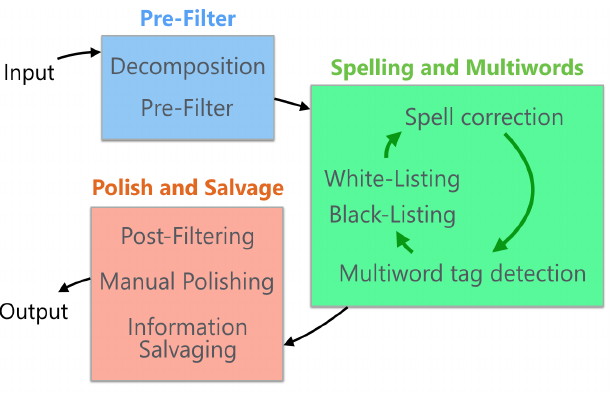 Pre-Filter
Input
Decomposition
Pre-Filter
Spelling and Multiwords
Spell correction
White-Listing
Black-Listing
Multiword tag detection
Polish and Salvage
Post-Filtering
Manual Polishing
Information
Salvaging
Output